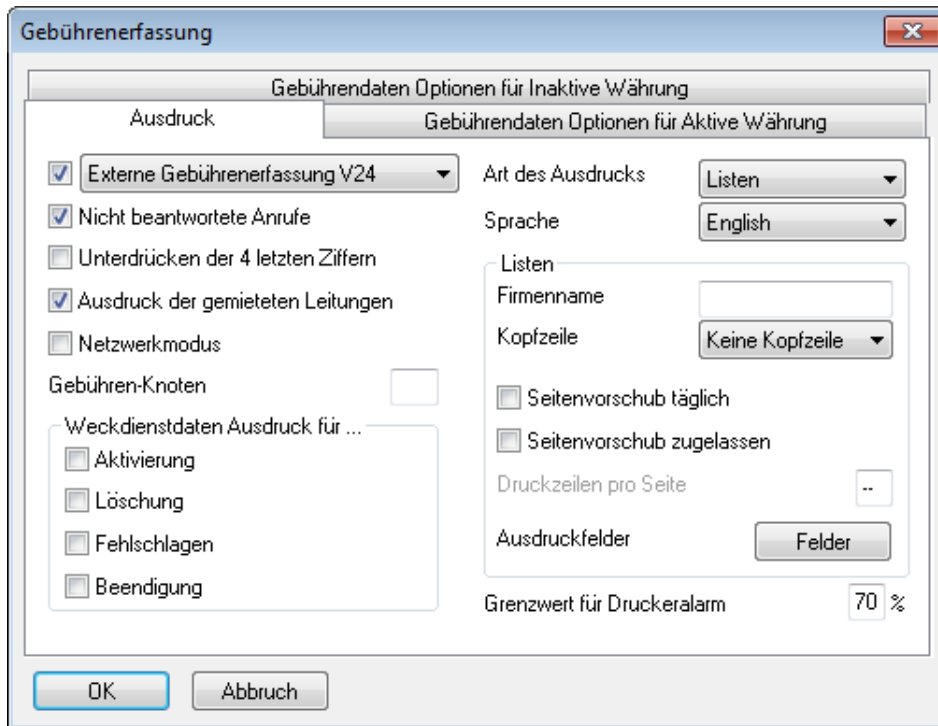 Gebührenerfassung
Gebührendaten Optionen für Inaktive Währung
Ausdruck
Gebührendaten Optionen für Aktive Währung
Externe Gebührenerfassung V24
Nicht beantwortete Anrufe
Unterdrücken der 4 letzten Ziffern
Ausdruck der gemieteten Leitungen
Netzwerkmodus
Gebühren-Knoten
Weckdienstdaten Ausdruck für ...
Aktivierung
Löschung
Fehlschlagen
Beendigung
Art des Ausdrucks Listen
Sprache English
Listen
Firmenname
Kopfzeile Keine Kopfzeile
Seitenvorschub täglich
Seitenvorschub zugelassen
Druckzeilen pro Seite --
Ausdruckfelder Felder
Grenzwert für Druckeralarm 70 %
OK Abbruch